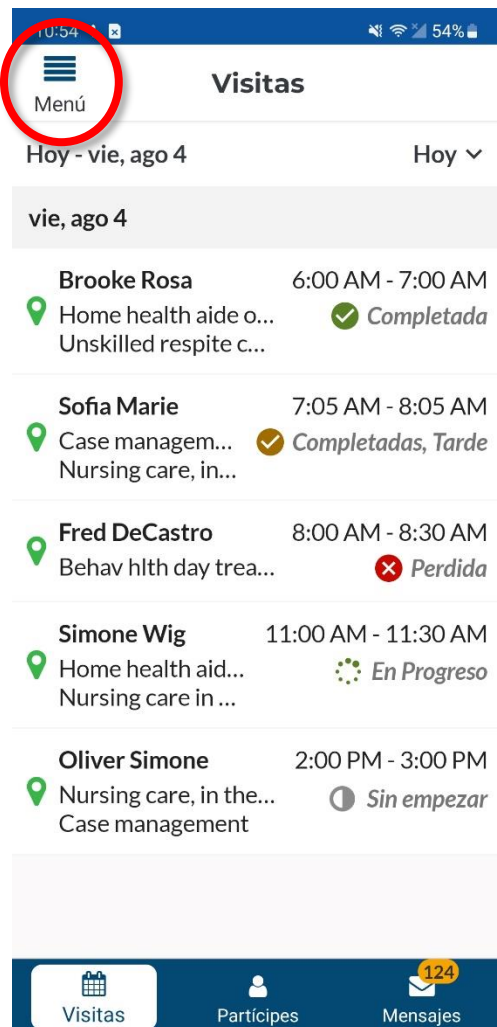 10:54
54%
Menú
Visitas
Hoy - vie, ago 4 Hoy
vie, ago 4
Brooke Rosa 6:00 AM - 7:00 AM
Home health aide o... Completada
Unskilled respite c...
Sofia Marie 7:05 AM - 8:05 AM
Case managem... Completadas, Tarde
Nursing care, in...
Fred DeCastro 8:00 AM - 8:30 AM
Behav hlth day trea... Perdida
Simone Wig 11:00 AM - 11:30 AM
Home health aid... En Progreso
Nursing care in ...
Oliver Simone 2:00 PM - 3:00 PM
Nursing care, in the... Sin empezar
Case management
124
Visitas Partícipes Mensajes